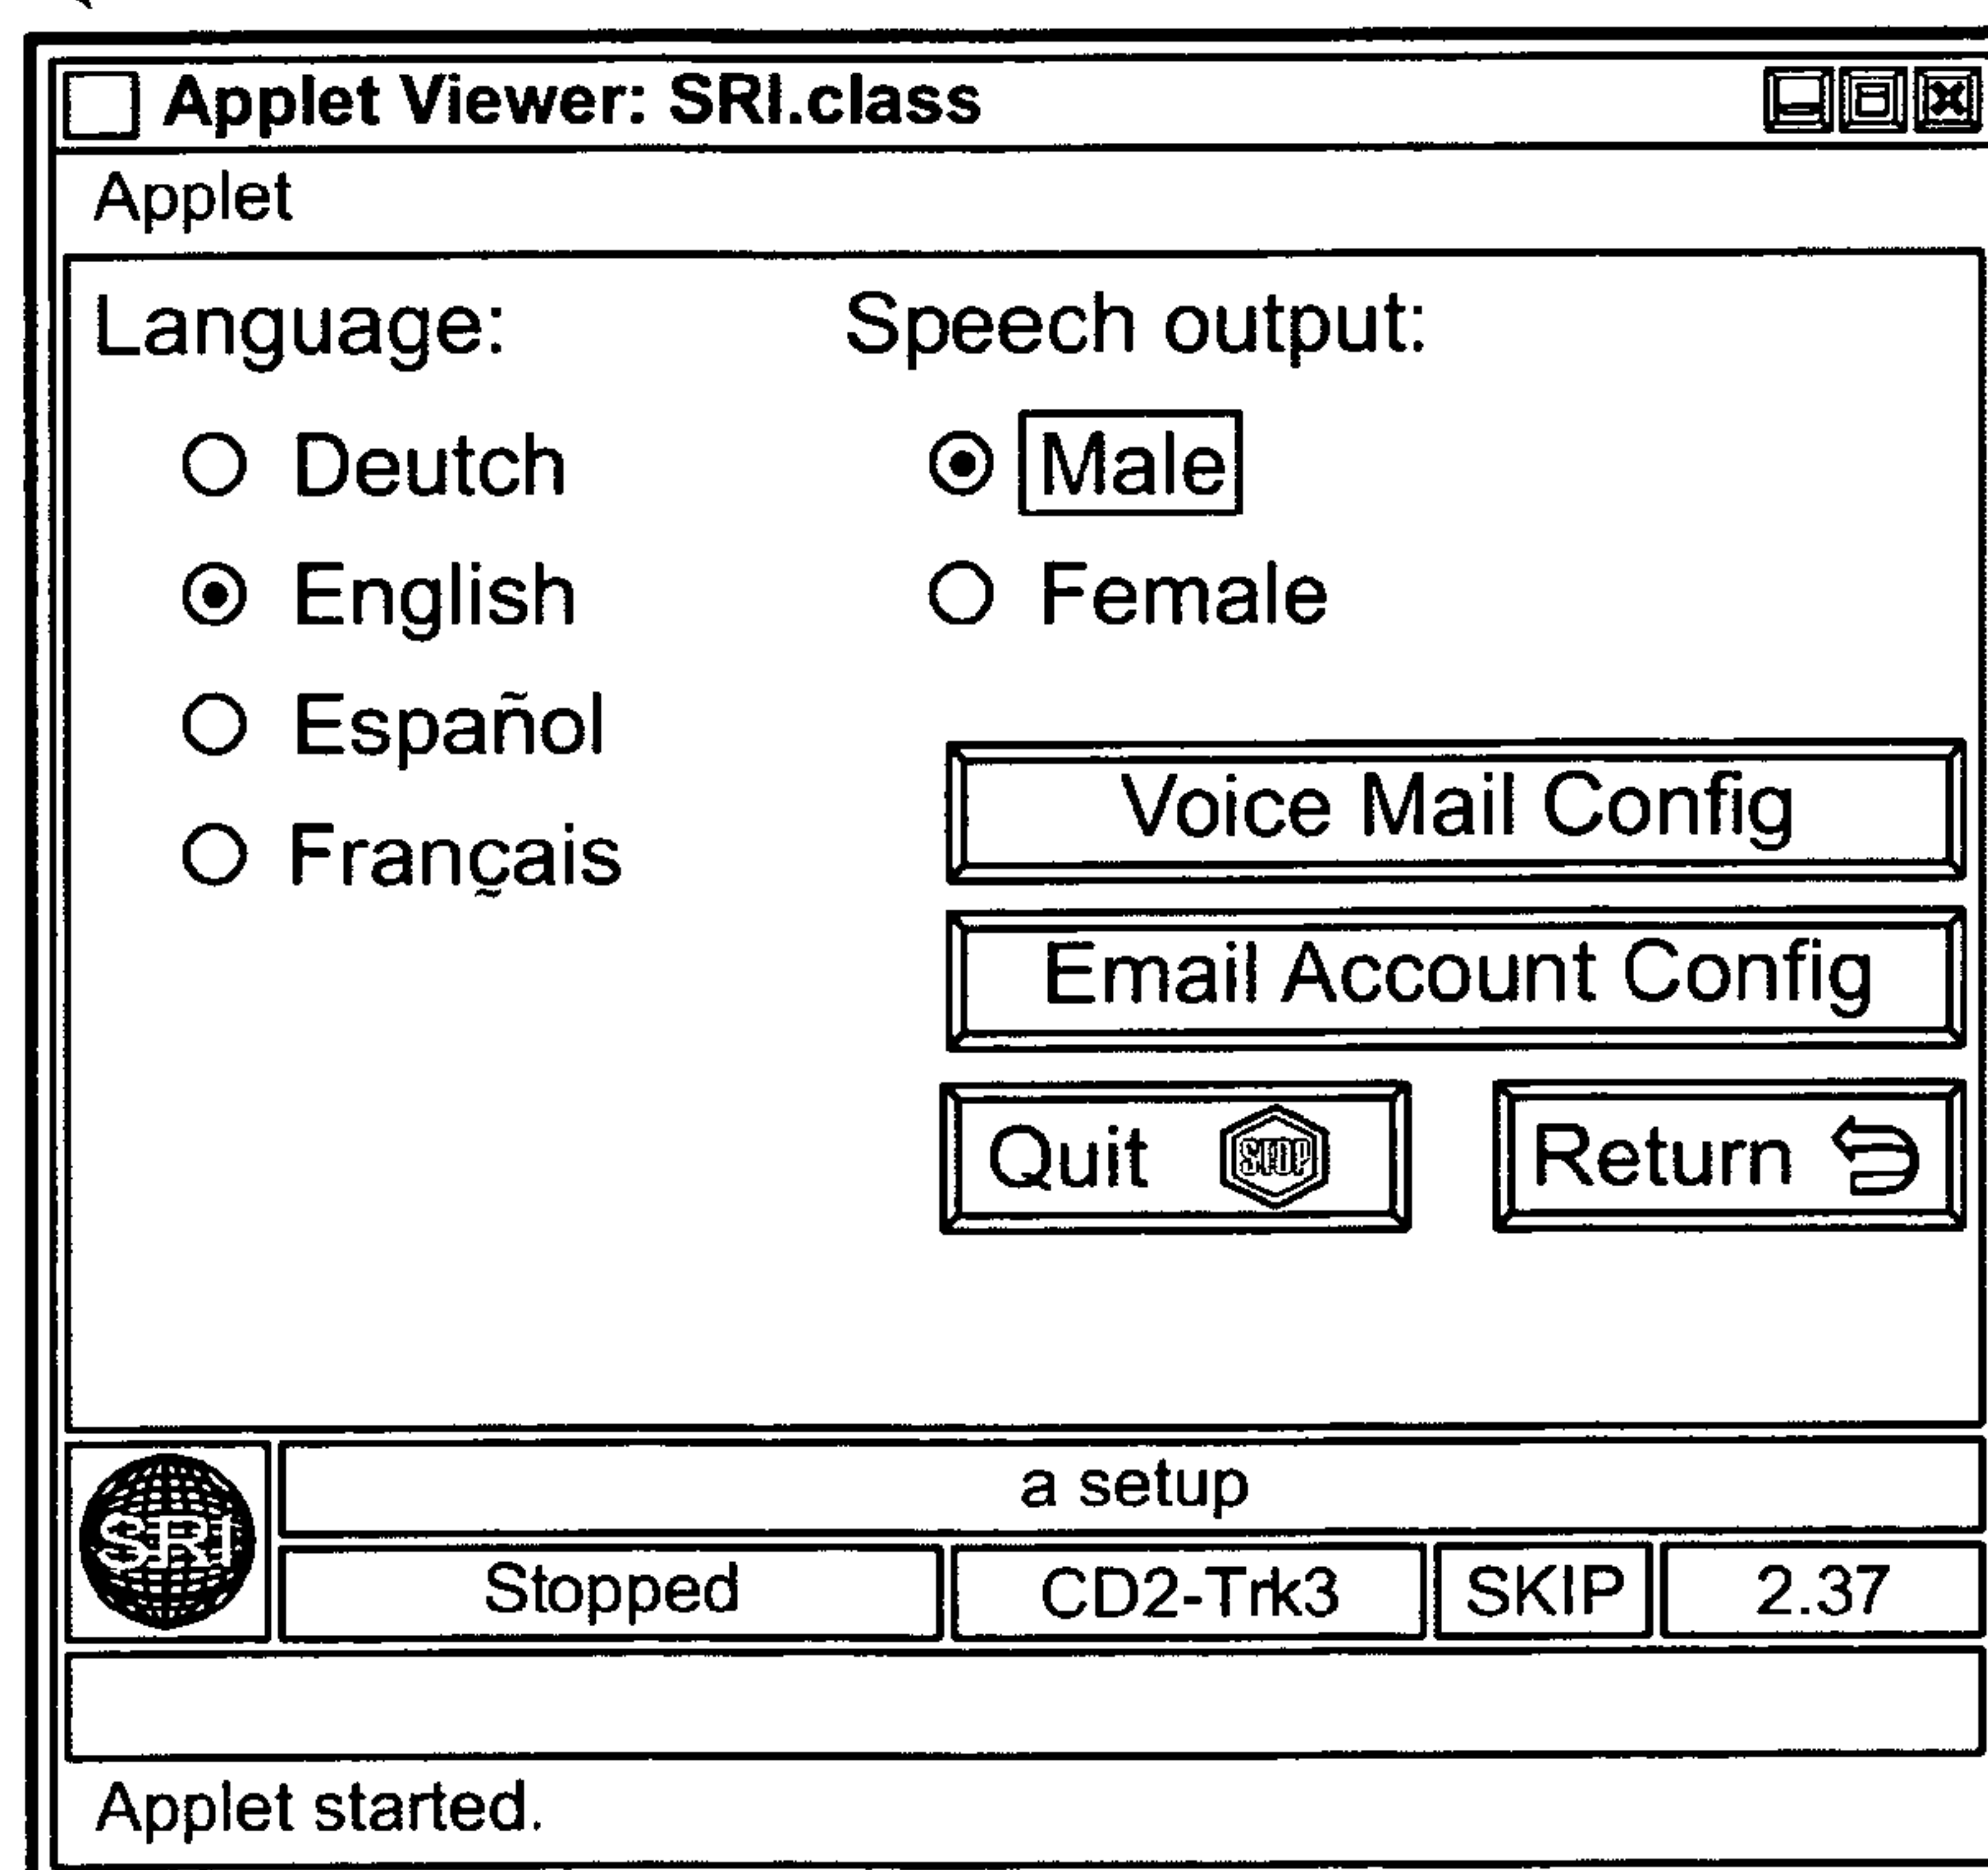 Applet Viewer: SRI.class
Applet
Language: Speech output:
Deutch Male
English Female
Español
Français
Voice Mail Config
Email Account Config
Quit STOP Return
SRI
a setup
Stopped CD2-Trk3 SKIP 2.37
Applet started.